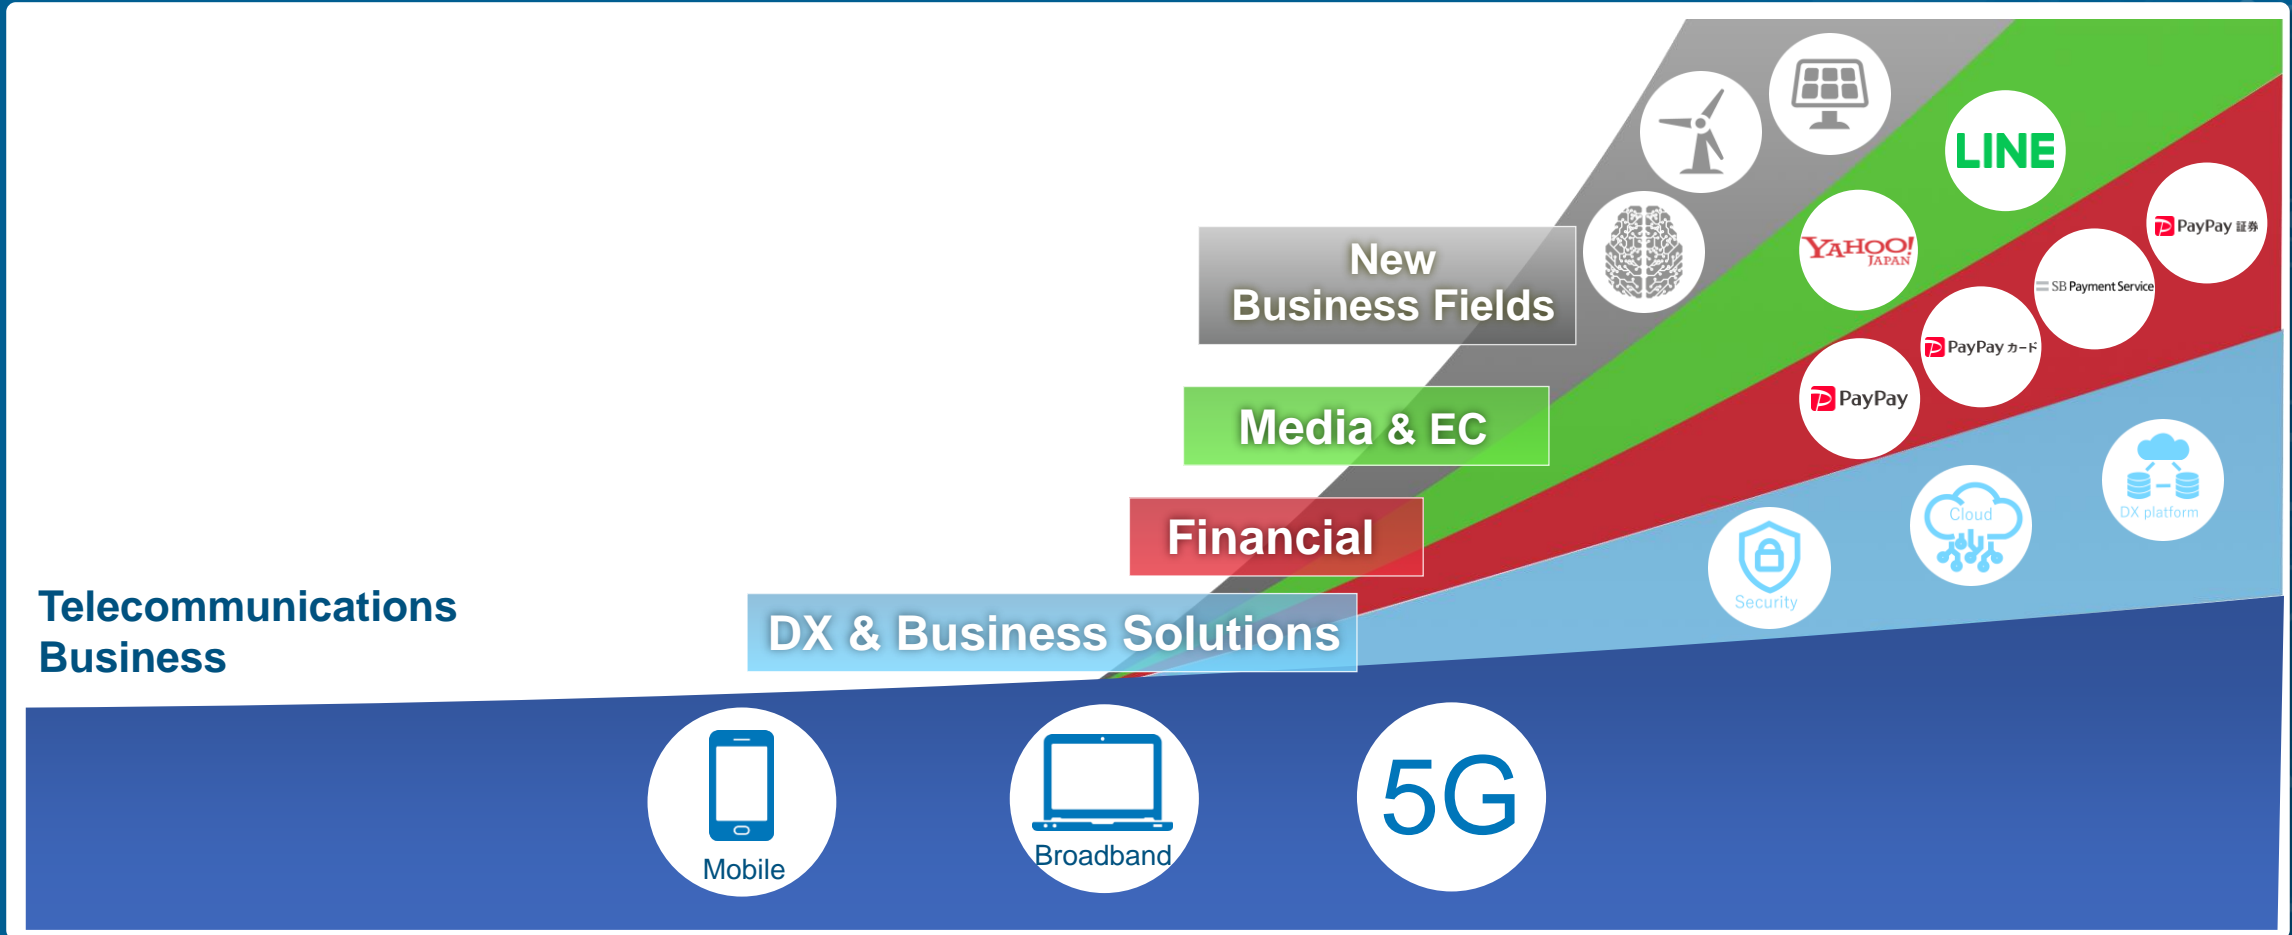 New
Business Fields
Media & EC
Financial
DX & Business Solutions
Telecommunications
Business
LINE
YAHOO!
JAPAN
PayPay 証券
SB Payment Service
PayPay カード
PayPay
DX platform
Cloud
Security
Mobile
Broadband
5G